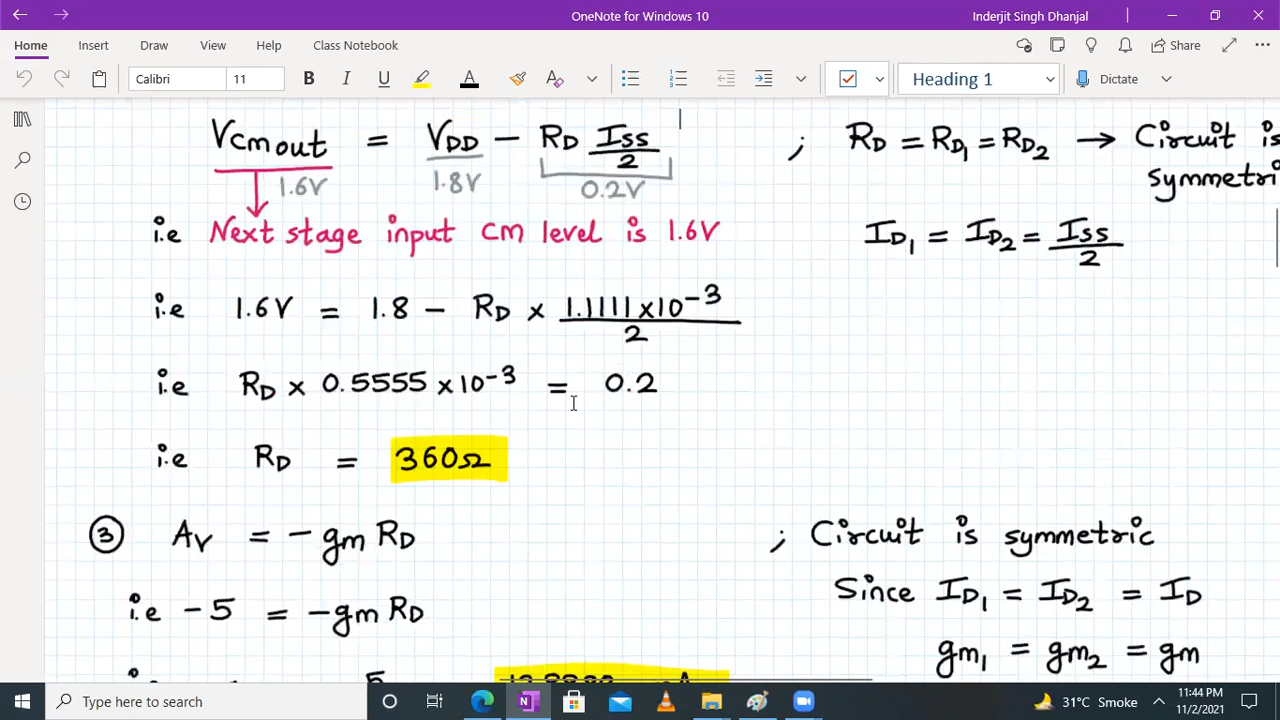 OneNote for Windows 10
Inderjit Singh Dhanjal
Home Insert Draw View Help Class Notebook
Share
Calibri 11 B I U A A Heading 1 Dictate
VCMout = VDD − RD ISS/2 ; RD = RD1 = RD2 → Circuit is
1.6V 1.8V 0.2V symmetri
i.e Next stage input CM level is 1.6V
ID1 = ID2 = ISS/2
i.e 1.6V = 1.8 − RD × 1.1111×10−3/2
i.e RD × 0.5555 ×10−3 = 0.2
i.e RD = 360Ω
③ AV = − gm RD ; Circuit is symmetric
Since ID1 = ID2 = ID
i.e −5 = −gm RD
gm1 = gm2 = gm
Type here to search
31°C Smoke
11:44 PM
11/2/2021